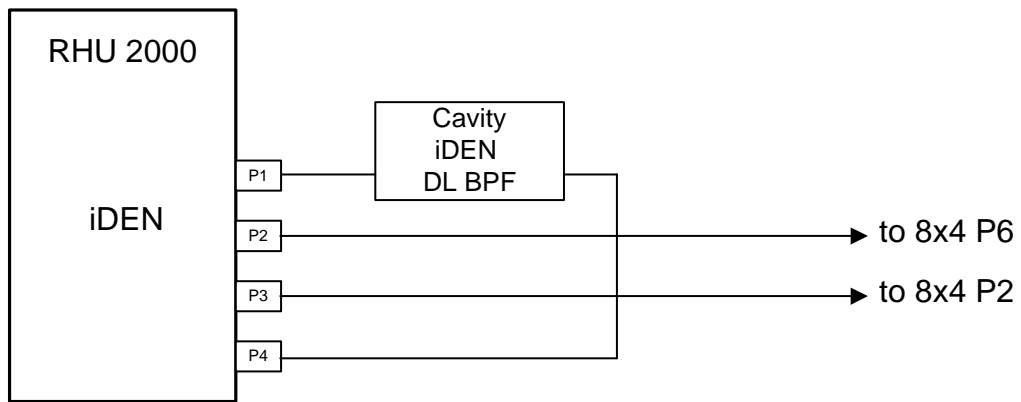 RHU 2000
Cavity
iDEN
DL BPF
P1
iDEN
P2
to 8x4 P6
P3
to 8x4 P2
P4